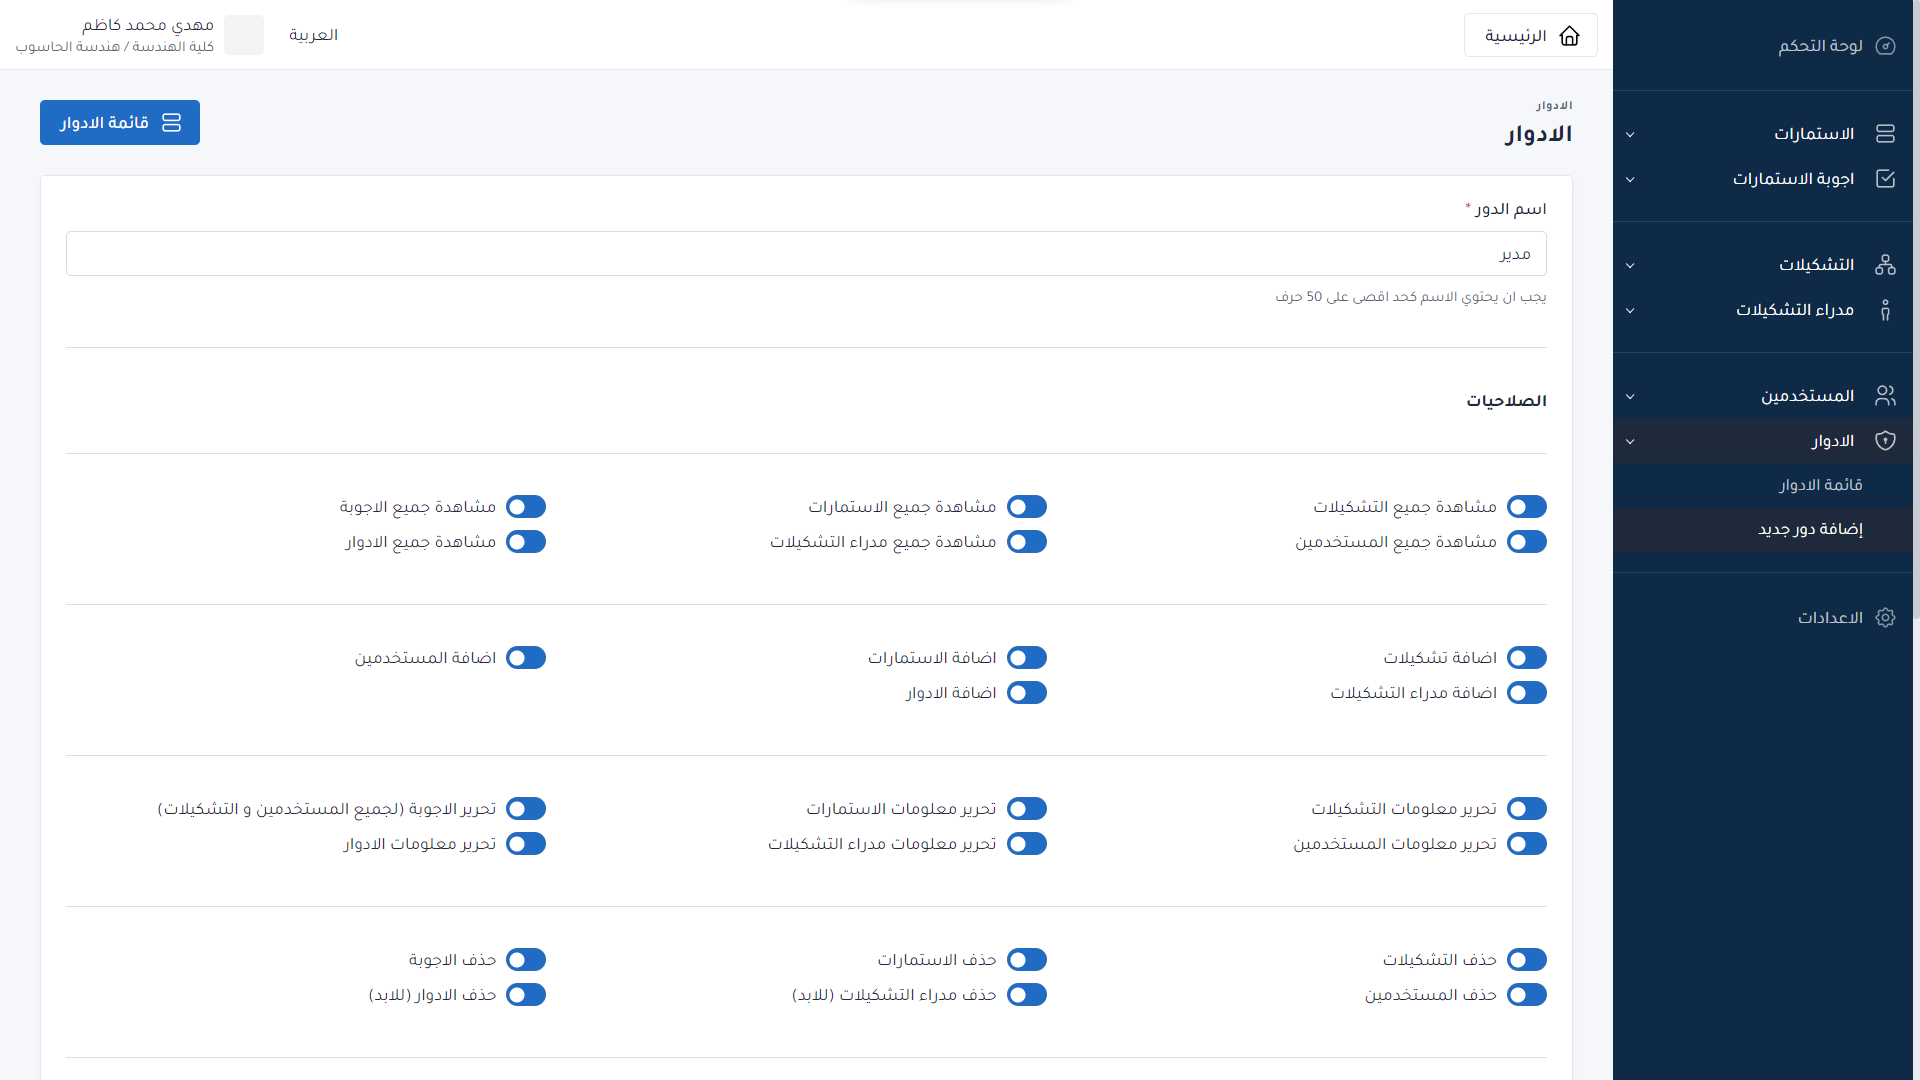 لوحة التحكم
الاستمارات
اجوبة الاستمارات
التشكيلات
مدراء التشكيلات
المستخدمين
الادوار
قائمة الادوار
إضافة دور جديد
الاعدادات
الرئيسية
العربية
مهدي محمد كاظم
كلية الهندسة / هندسة الحاسوب
الادوار
الادوار
قائمة الادوار
اسم الدور *
مدير
يجب ان يحتوي الاسم كحد اقصى على 50 حرف
الصلاحيات
مشاهدة جميع التشكيلات
مشاهدة جميع الاستمارات
مشاهدة جميع الاجوبة
مشاهدة جميع المستخدمين
مشاهدة جميع مدراء التشكيلات
مشاهدة جميع الادوار
اضافة تشكيلات
اضافة الاستمارات
اضافة المستخدمين
اضافة مدراء التشكيلات
اضافة الادوار
تحرير معلومات التشكيلات
تحرير معلومات الاستمارات
تحرير الاجوبة (لجميع المستخدمين و التشكيلات)
تحرير معلومات المستخدمين
تحرير معلومات مدراء التشكيلات
تحرير معلومات الادوار
حذف التشكيلات
حذف الاستمارات
حذف الاجوبة
حذف المستخدمين
حذف مدراء التشكيلات (للابد)
حذف الادوار (للابد)